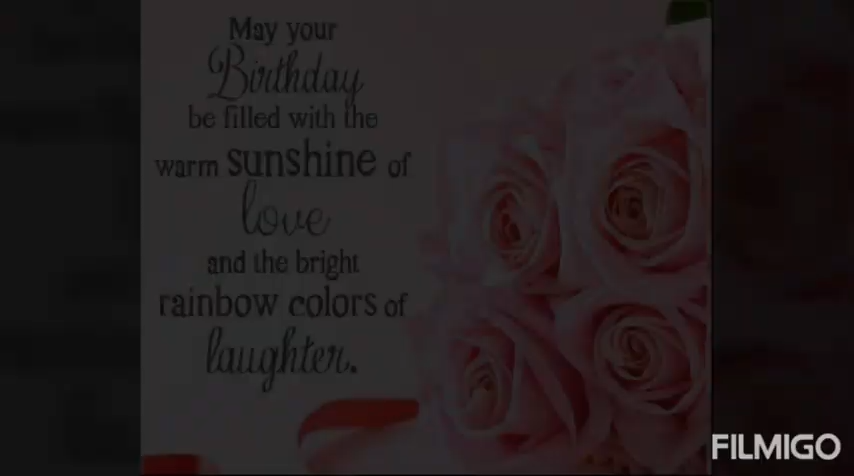 May your
Birthday
be filled with the
warm sunshine of
love
and the bright
rainbow colors of
laughter.
FILMIGO